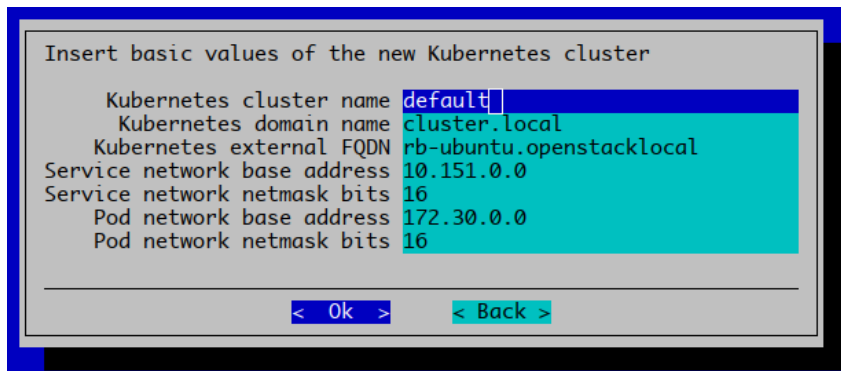 Insert basic values of the new Kubernetes cluster
Kubernetes cluster name default
Kubernetes domain name cluster.local
Kubernetes external FQDN rb-ubuntu.openstacklocal
Service network base address 10.151.0.0
Service network netmask bits 16
Pod network base address 172.30.0.0
Pod network netmask bits 16
< Ok > < Back >